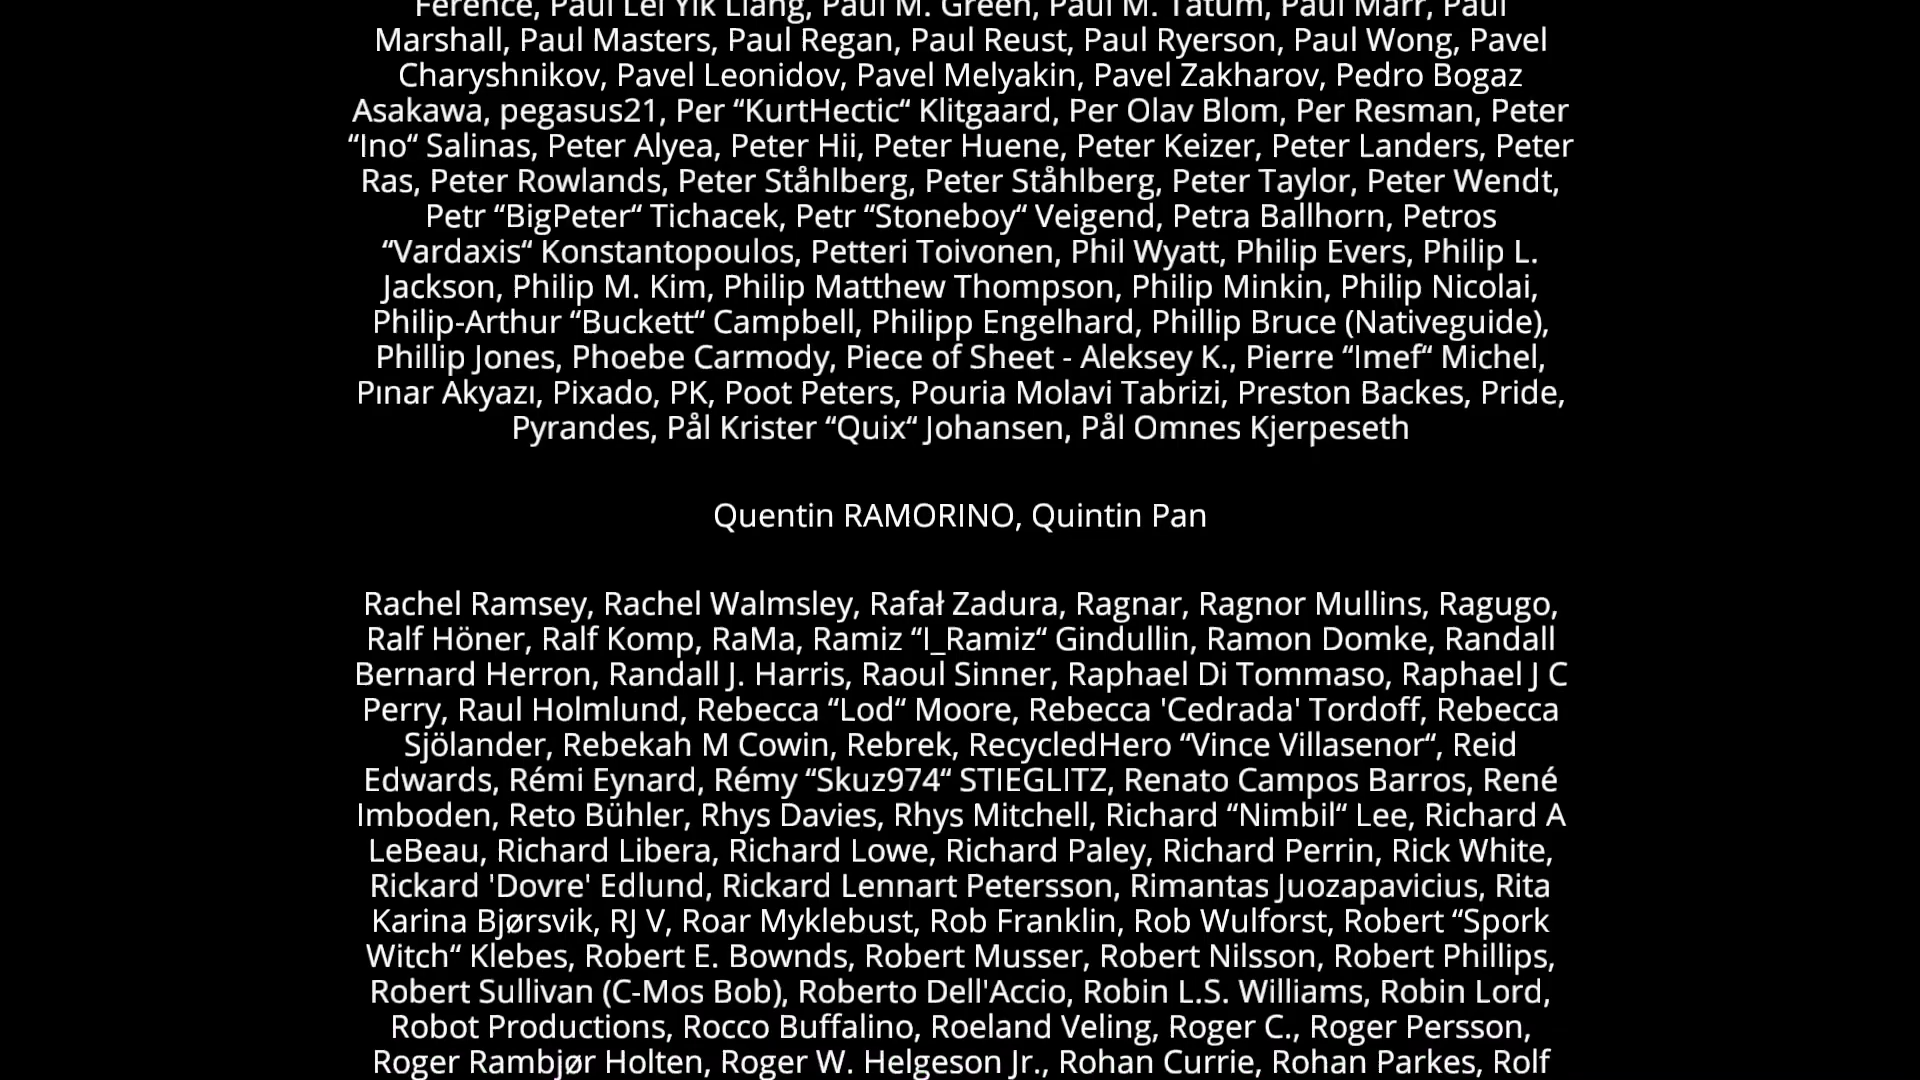 Ference, Paul Lei Yik Liang, Paul M. Green, Paul M. Tatum, Paul Marr, Paul
Marshall, Paul Masters, Paul Regan, Paul Reust, Paul Ryerson, Paul Wong, Pavel
Charyshnikov, Pavel Leonidov, Pavel Melyakin, Pavel Zakharov, Pedro Bogaz
Asakawa, pegasus21, Per “KurtHectic“ Klitgaard, Per Olav Blom, Per Resman, Peter
“Ino“ Salinas, Peter Alyea, Peter Hii, Peter Huene, Peter Keizer, Peter Landers, Peter
Ras, Peter Rowlands, Peter Ståhlberg, Peter Ståhlberg, Peter Taylor, Peter Wendt,
Petr “BigPeter“ Tichacek, Petr “Stoneboy“ Veigend, Petra Ballhorn, Petros
“Vardaxis“ Konstantopoulos, Petteri Toivonen, Phil Wyatt, Philip Evers, Philip L.
Jackson, Philip M. Kim, Philip Matthew Thompson, Philip Minkin, Philip Nicolai,
Philip-Arthur “Buckett“ Campbell, Philipp Engelhard, Phillip Bruce (Nativeguide),
Phillip Jones, Phoebe Carmody, Piece of Sheet - Aleksey K., Pierre “Imef“ Michel,
Pınar Akyazı, Pixado, PK, Poot Peters, Pouria Molavi Tabrizi, Preston Backes, Pride,
Pyrandes, Pål Krister “Quix“ Johansen, Pål Omnes Kjerpeseth
Quentin RAMORINO, Quintin Pan
Rachel Ramsey, Rachel Walmsley, Rafał Zadura, Ragnar, Ragnor Mullins, Ragugo,
Ralf Höner, Ralf Komp, RaMa, Ramiz “I_Ramiz“ Gindullin, Ramon Domke, Randall
Bernard Herron, Randall J. Harris, Raoul Sinner, Raphael Di Tommaso, Raphael J C
Perry, Raul Holmlund, Rebecca “Lod“ Moore, Rebecca 'Cedrada' Tordoff, Rebecca
Sjölander, Rebekah M Cowin, Rebrek, RecycledHero “Vince Villasenor“, Reid
Edwards, Rémi Eynard, Rémy “Skuz974“ STIEGLITZ, Renato Campos Barros, René
Imboden, Reto Bühler, Rhys Davies, Rhys Mitchell, Richard “Nimbil“ Lee, Richard A
LeBeau, Richard Libera, Richard Lowe, Richard Paley, Richard Perrin, Rick White,
Rickard 'Dovre' Edlund, Rickard Lennart Petersson, Rimantas Juozapavicius, Rita
Karina Bjørsvik, RJ V, Roar Myklebust, Rob Franklin, Rob Wulforst, Robert “Spork
Witch“ Klebes, Robert E. Bownds, Robert Musser, Robert Nilsson, Robert Phillips,
Robert Sullivan (C-Mos Bob), Roberto Dell'Accio, Robin L.S. Williams, Robin Lord,
Robot Productions, Rocco Buffalino, Roeland Veling, Roger C., Roger Persson,
Roger Rambjør Holten, Roger W. Helgeson Jr., Rohan Currie, Rohan Parkes, Rolf